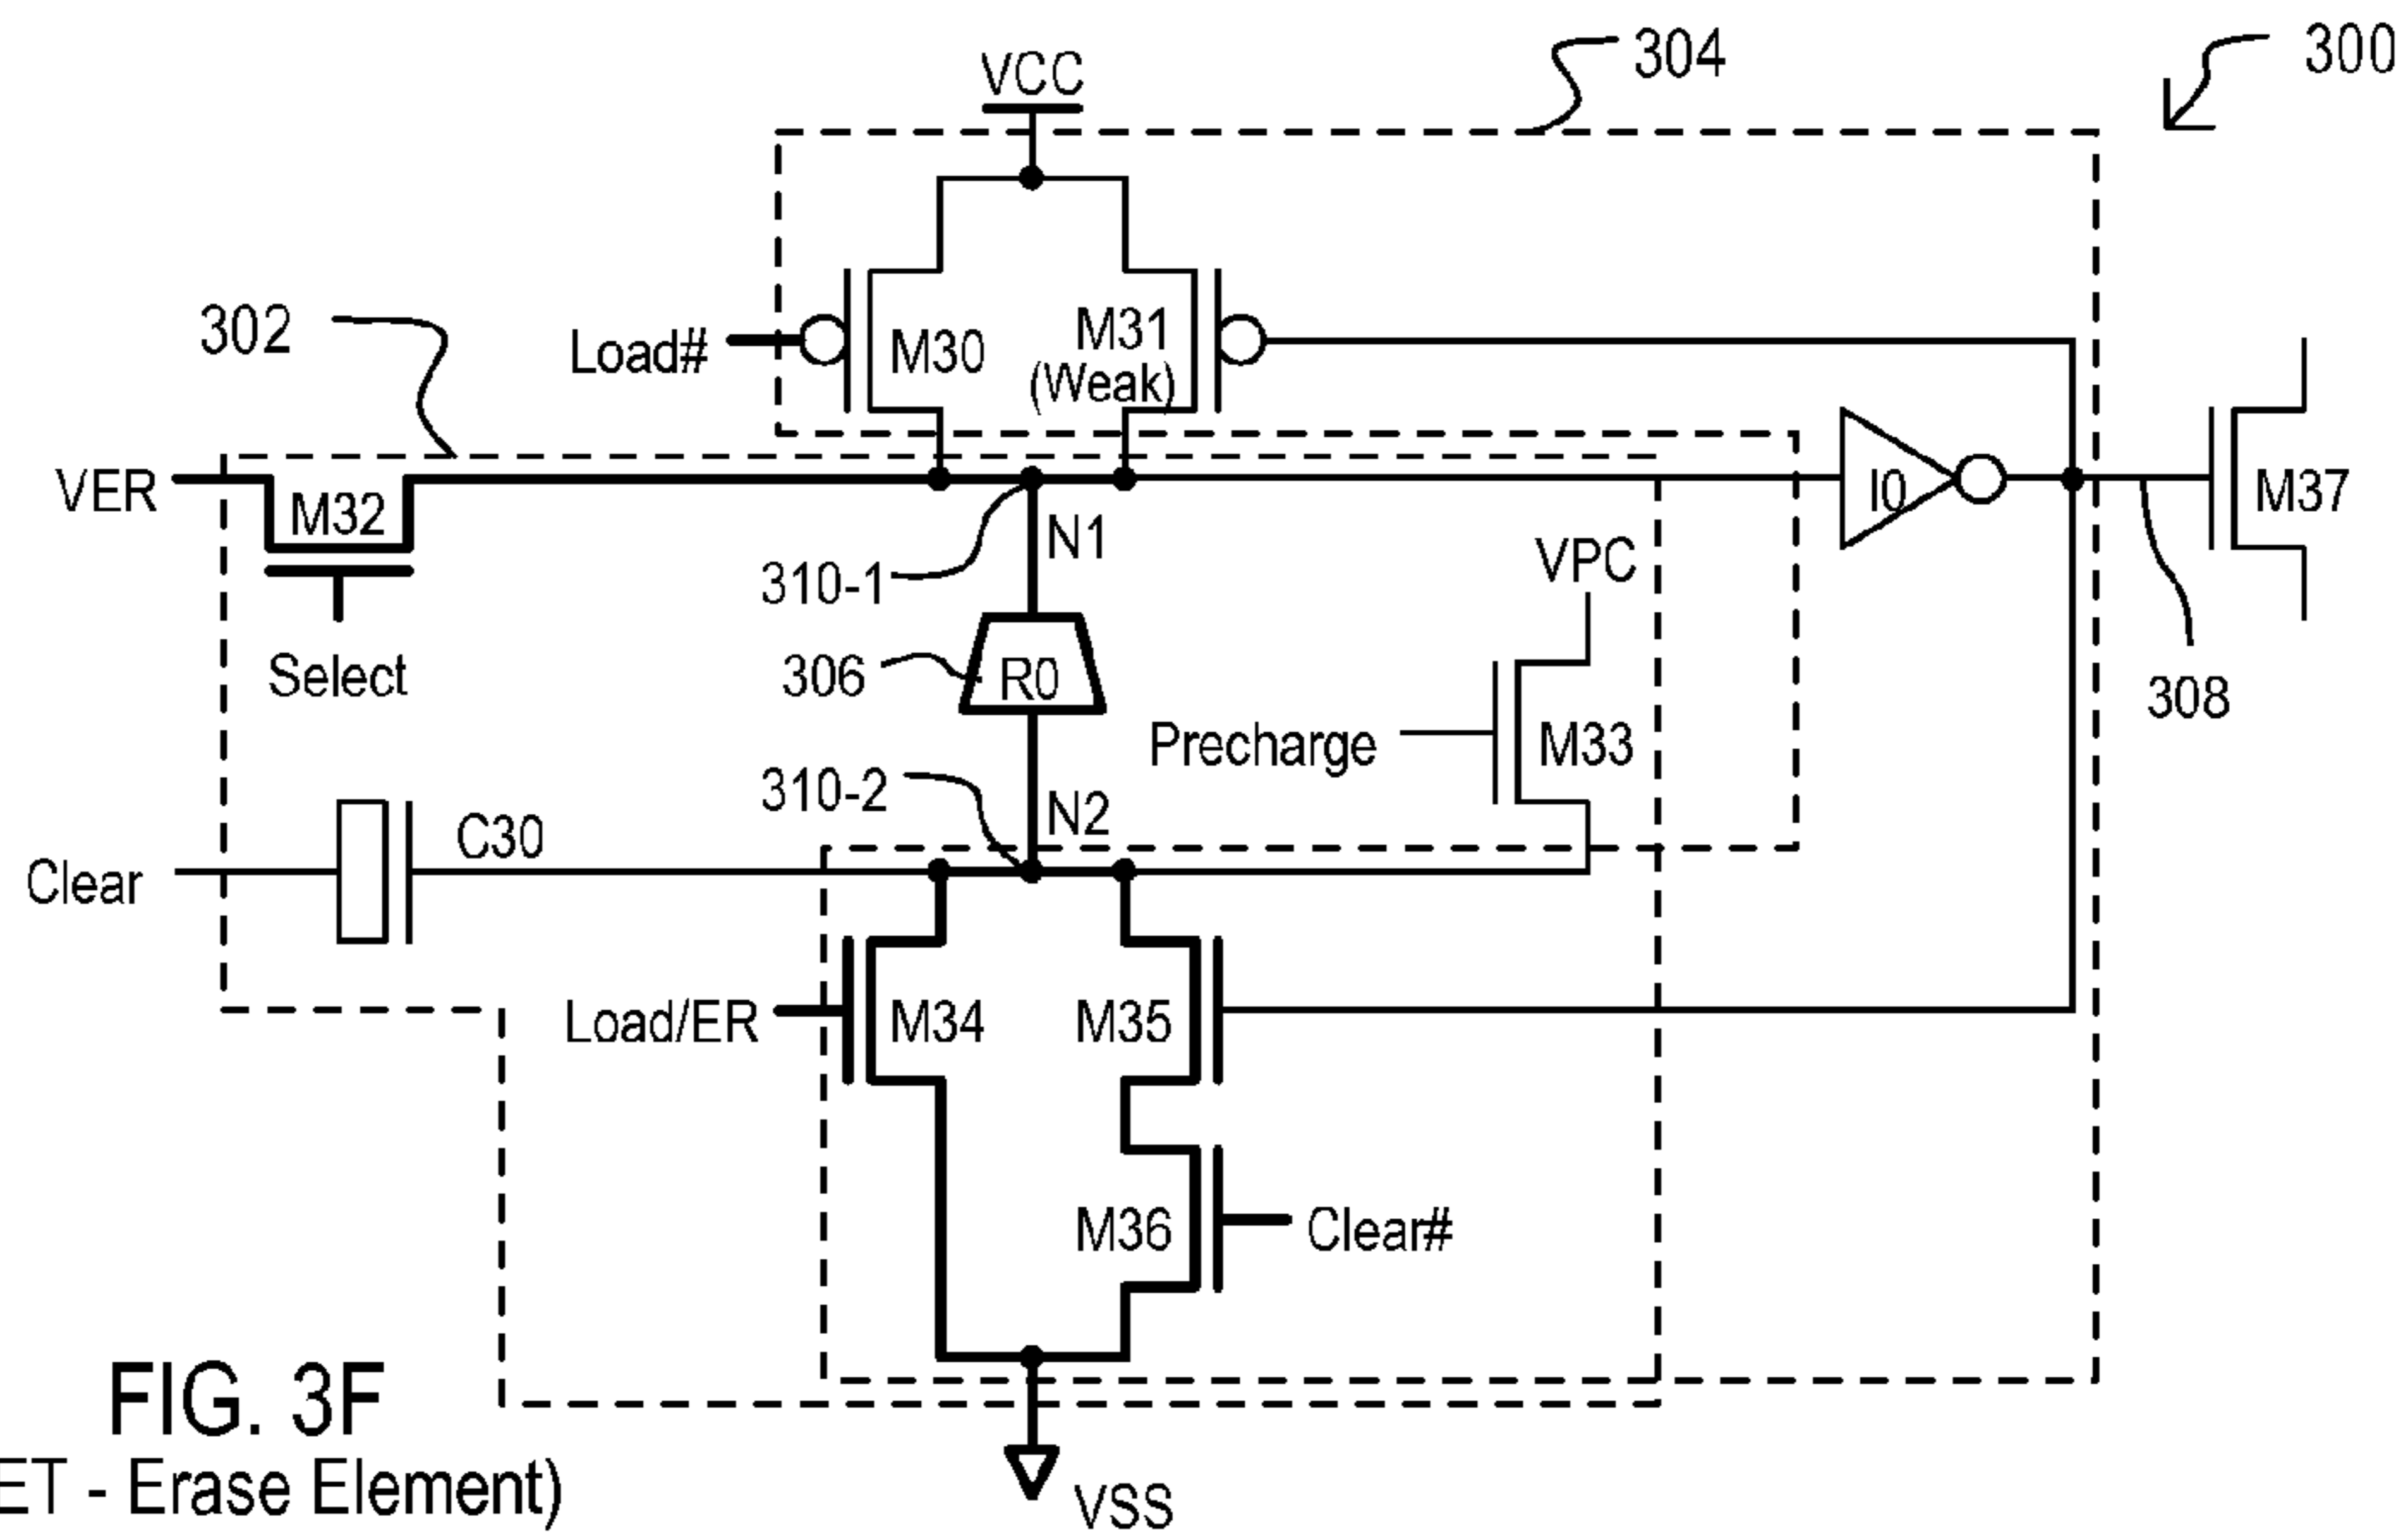 304
300
VCC
302
Load#
M30
M31
(Weak)
VER
M32
I0
M37
N1
VPC
310-1
Select
306
R0
Precharge
M33
308
310-2
N2
C30
Clear
Load/ER
M34
M35
M36
Clear#
FIG. 3F
ET - Erase Element)
VSS